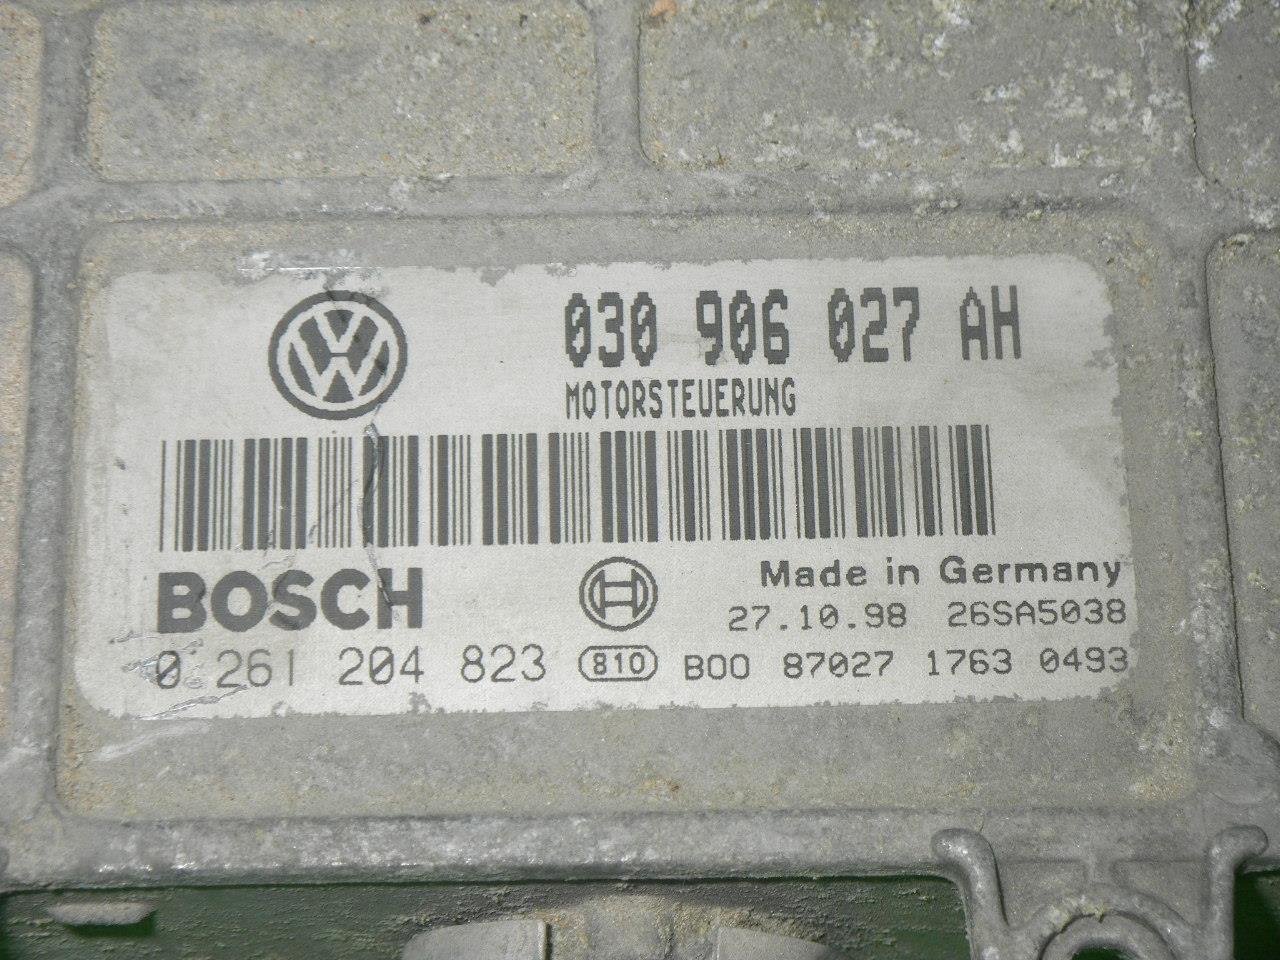 VW
030 906 027 AH
MOTORSTEUERUNG
BOSCH
Made in Germany
27.10.98 26SA5038
0 261 204 823 810 B00 87027 1763 0493